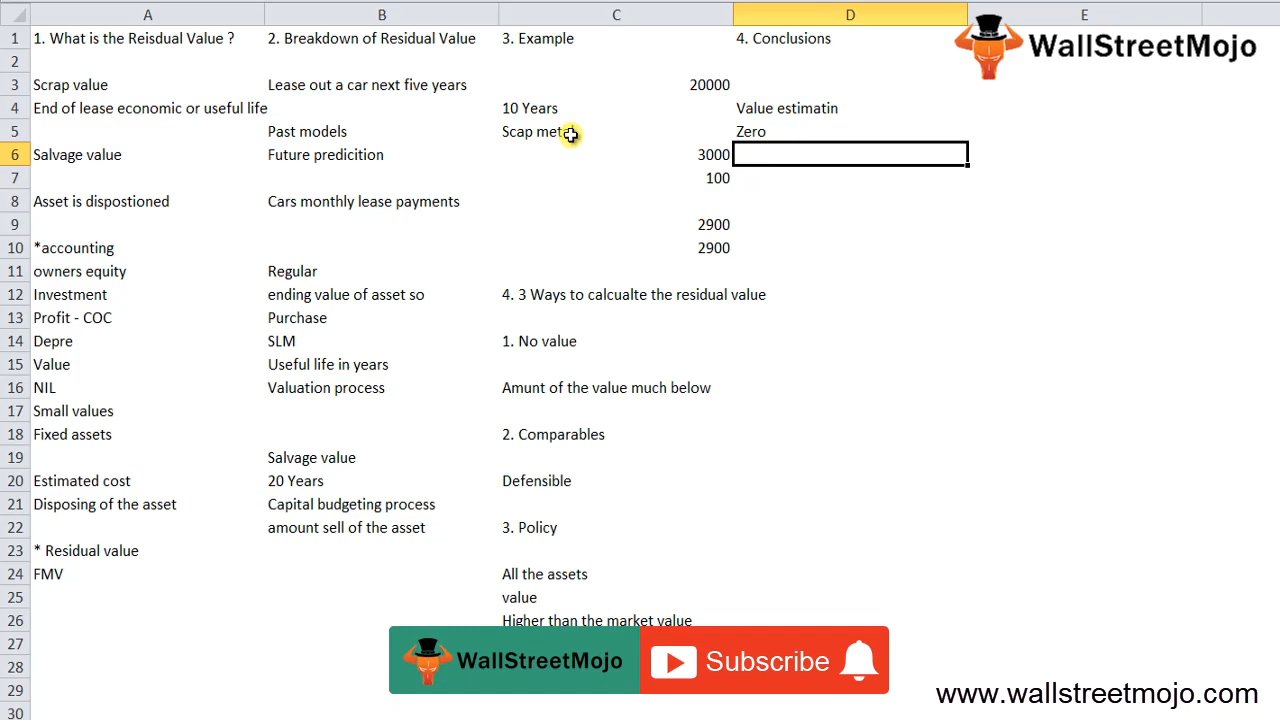 A B C D E
WallStreetMojo
1 1. What is the Reisdual Value ? 2. Breakdown of Residual Value 3. Example 4. Conclusions
2
3 Scrap value Lease out a car next five years 20000
4 End of lease economic or useful life 10 Years Value estimatin
5 Past models Scap met Zero
6 Salvage value Future predicition 3000
7 100
8 Asset is dispostioned Cars monthly lease payments
9 2900
10 *accounting 2900
11 owners equity Regular
12 Investment ending value of asset so 4. 3 Ways to calcualte the residual value
13 Profit - COC Purchase
14 Depre SLM 1. No value
15 Value Useful life in years
16 NIL Valuation process Amunt of the value much below
17 Small values
18 Fixed assets 2. Comparables
19 Salvage value
20 Estimated cost 20 Years Defensible
21 Disposing of the asset Capital budgeting process
22 amount sell of the asset 3. Policy
23 * Residual value
24 FMV All the assets
25 value
26 Higher than the market value
27
28 WallStreetMojo Subscribe
29 www.wallstreetmojo.com
30